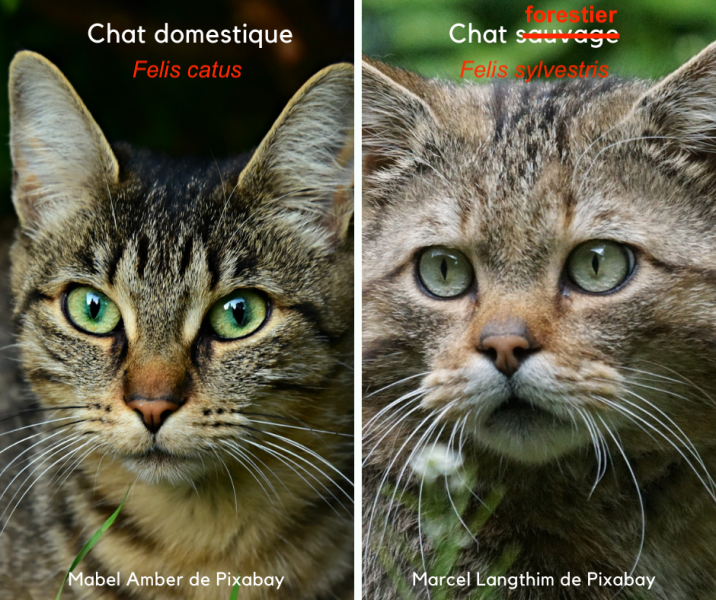 Chat domestique
Felis catus
Mabel Amber de Pixabay
forestier
Chat sauvage
Felis sylvestris
Marcel Langthim de Pixabay